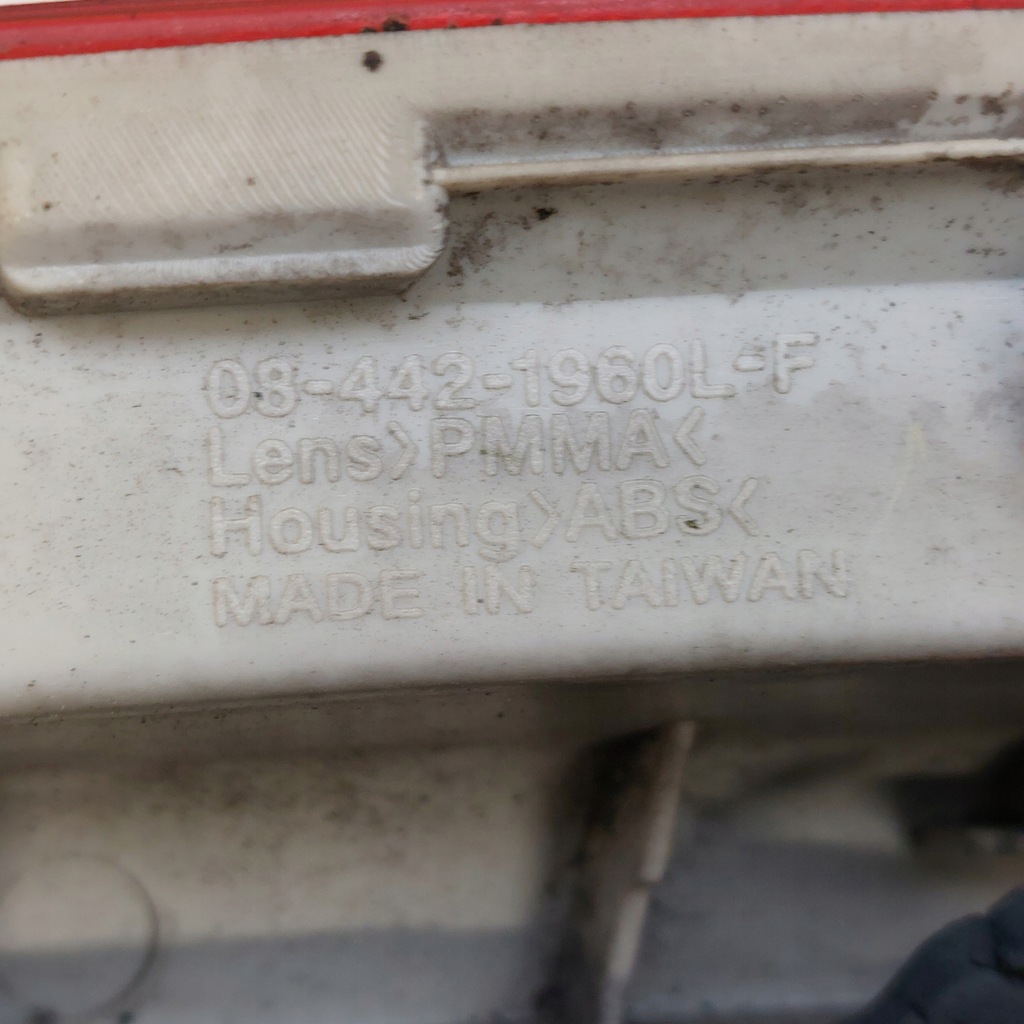 08-442-1960L-F
Lens>PMMA<
Housing>ABS<
MADE IN TAIWAN